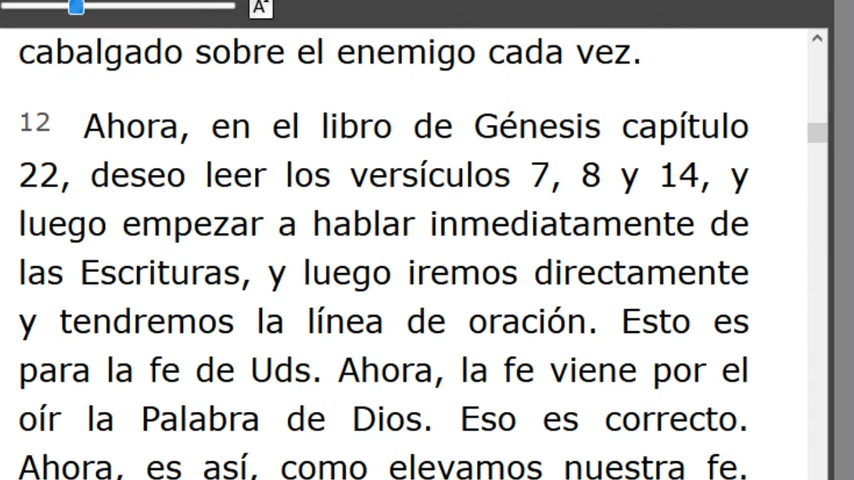 A
cabalgado sobre el enemigo cada vez.
12 Ahora, en el libro de Génesis capítulo
22, deseo leer los versículos 7, 8 y 14, y
luego empezar a hablar inmediatamente de
las Escrituras, y luego iremos directamente
y tendremos la línea de oración. Esto es
para la fe de Uds. Ahora, la fe viene por el
oír la Palabra de Dios. Eso es correcto.
Ahora, es así, como elevamos nuestra fe.